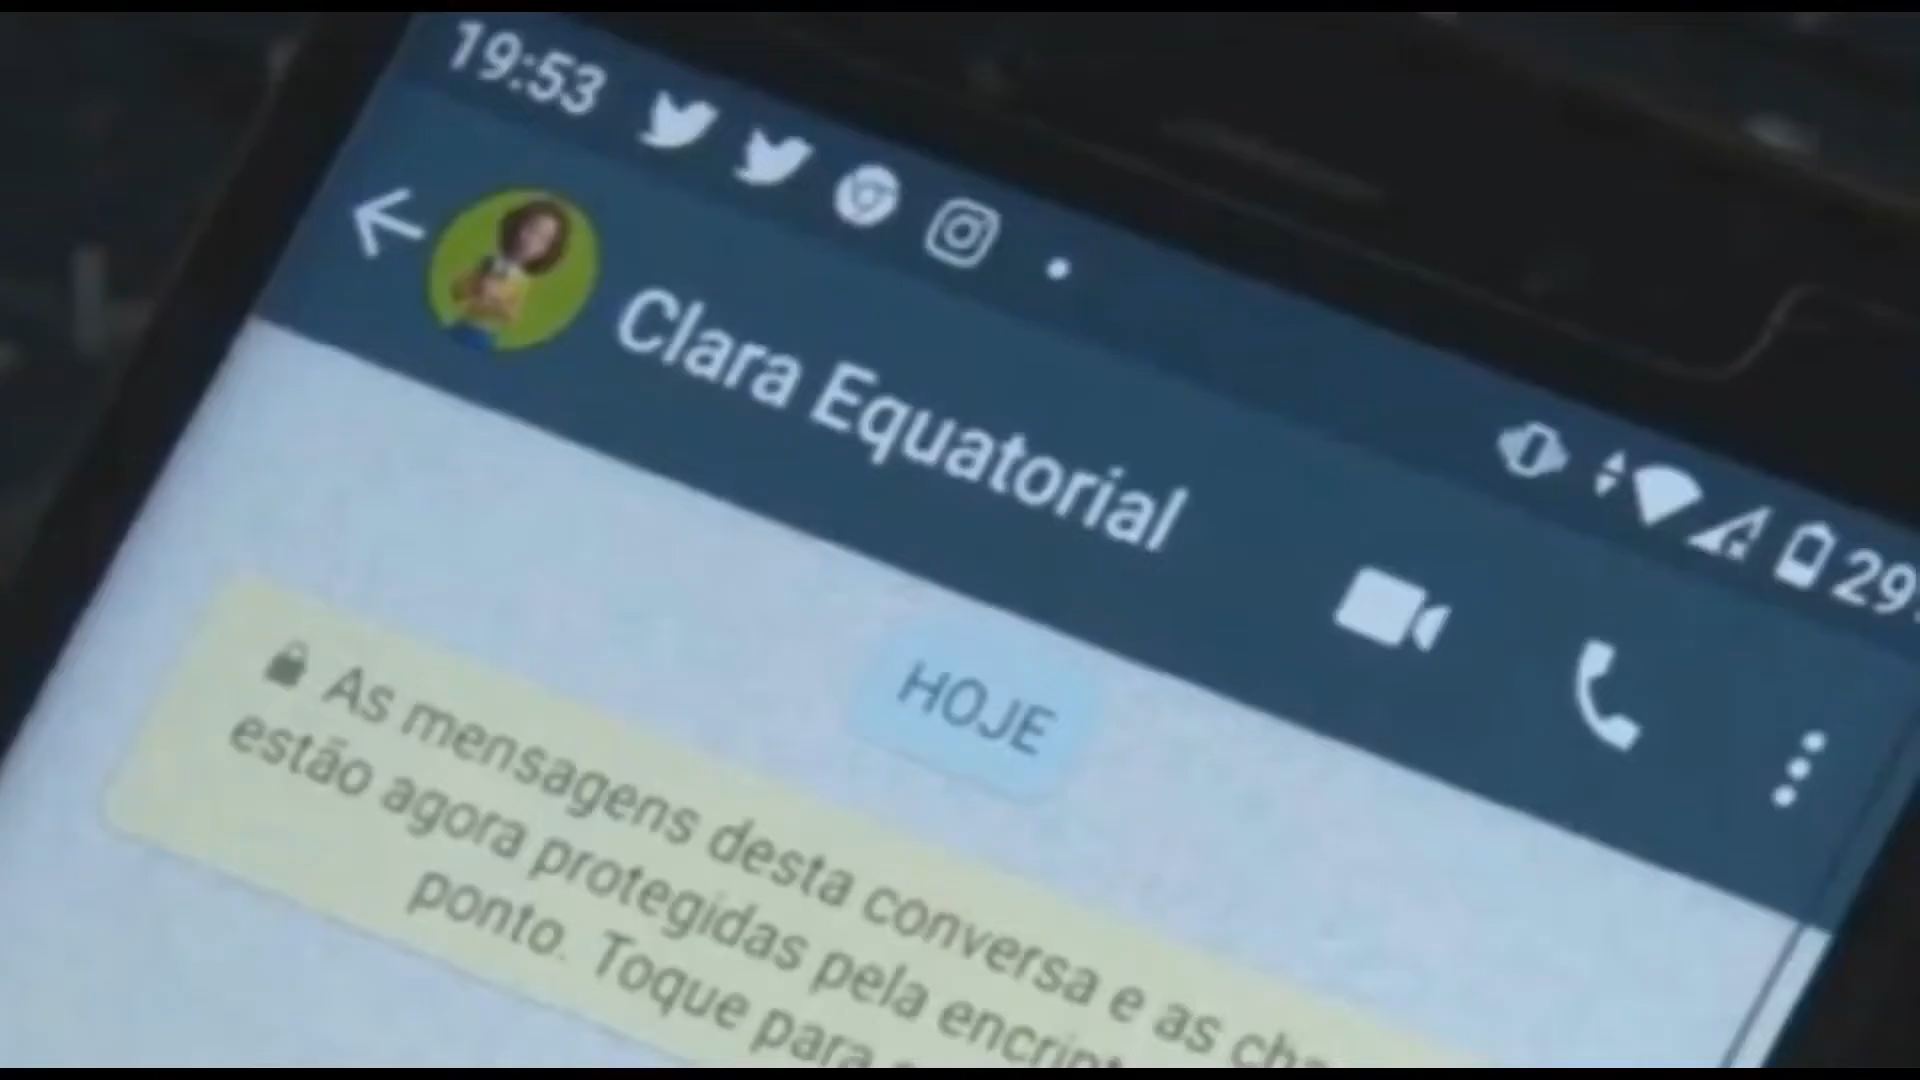 19:53
29
Clara Equatorial
HOJE
As mensagens desta conversa e as
estão agora protegidas pela
ponto. Toque para